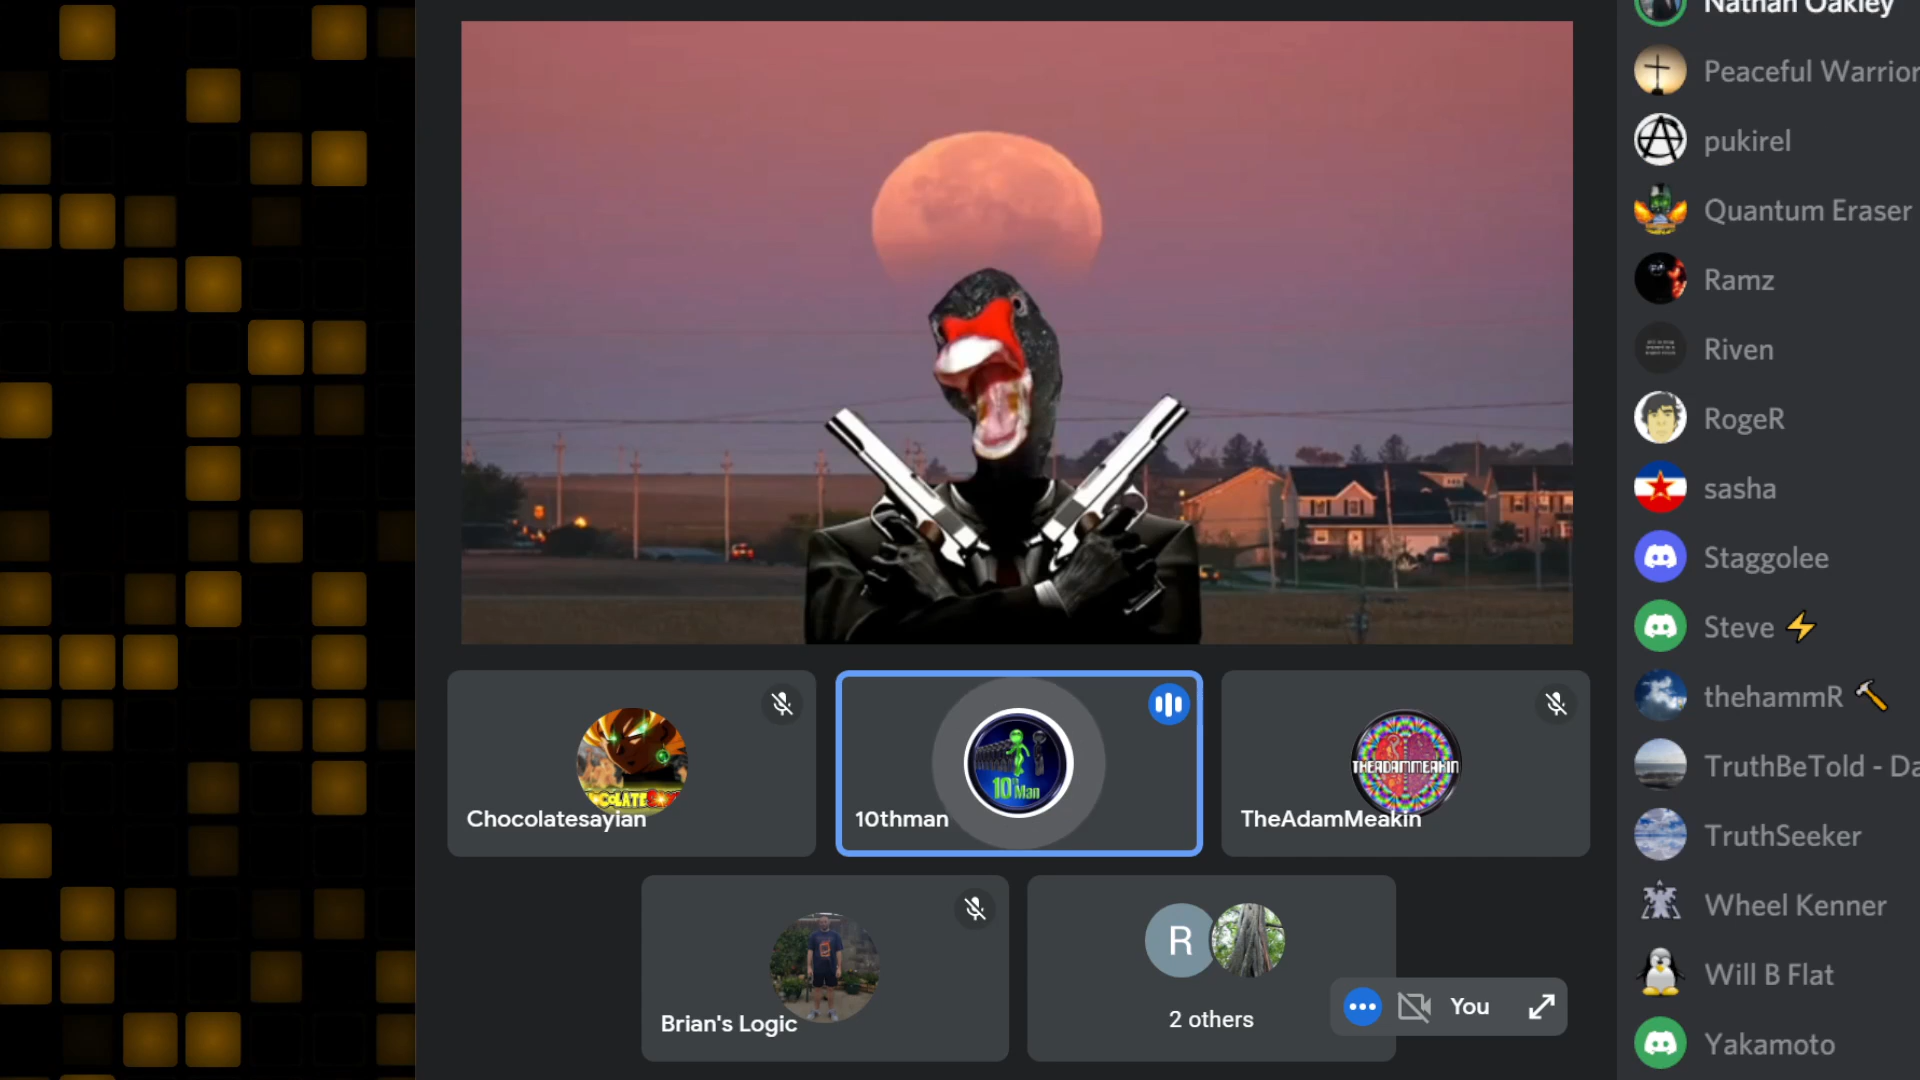 Nathan Oakley
Peaceful Warrior
pukirel
Quantum Eraser
Ramz
Riven
RogeR
sasha
Staggolee
Steve ⚡
thehammR 🔨
TruthBeTold - Da
TruthSeeker
Wheel Kenner
Will B Flat
Yakamoto
Chocolatesayian
10th
Man
10thman
THEADAMMEAKIN
TheAdamMeakin
Brian's Logic
R
2 others
You